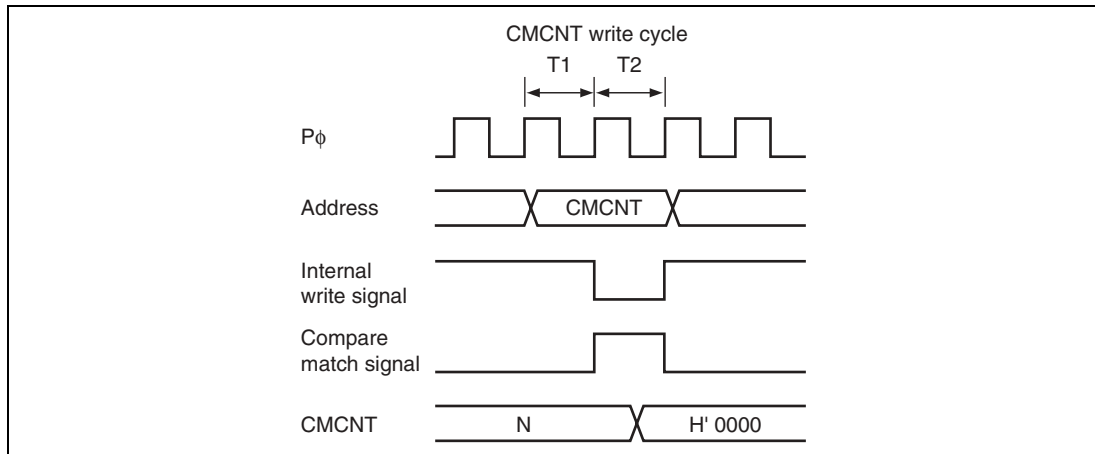 CMCNT write cycle
T1 T2
Pϕ
Address CMCNT
Internal
write signal
Compare
match signal
CMCNT N H' 0000